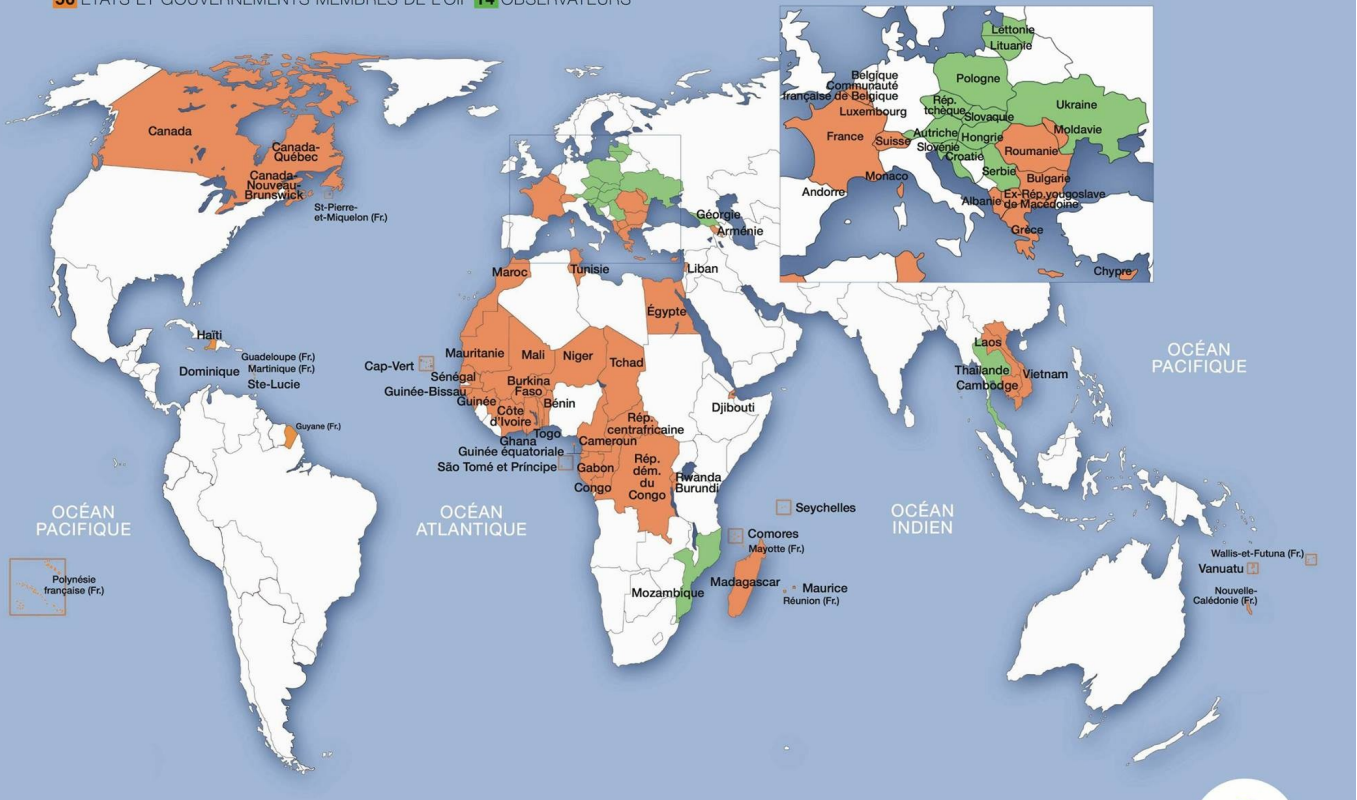 56 ÉTATS ET GOUVERNEMENTS MEMBRES DE L'OIF 14 OBSERVATEURS
Canada
Canada-
Québec
Canada-
Nouveau-
Brunswick
St-Pierre-
et-Miquelon (Fr.)
Haïti
Dominique
Guadeloupe (Fr.)
Martinique (Fr.)
Ste-Lucie
Guyane (Fr.)
OCÉAN
PACIFIQUE
Polynésie
française (Fr.)
OCÉAN
ATLANTIQUE
Lettonie
Lituanie
Pologne
Belgique
Communauté
française de Belgique
Luxembourg
Rép.
tchèque
Slovaquie
Ukraine
France
Suisse
Autriche
Hongrie
Moldavie
Slovénie
Croatie
Roumanie
Serbie
Monaco
Bulgarie
Andorre
Albanie
Ex-Rép.yougoslave
de Macédoine
Grèce
Chypre
Géorgie
Arménie
Maroc
Tunisie
Liban
Égypte
Mauritanie
Mali
Niger
Tchad
Cap-Vert
Sénégal
Guinée-Bissau
Guinée
Burkina
Faso
Côte
d'Ivoire
Bénin
Togo
Ghana
Djibouti
Rép.
centrafricaine
Cameroun
Guinée équatoriale
São Tomé et Príncipe
Gabon
Congo
Rép.
dém.
du
Congo
Rwanda
Burundi
Seychelles
Comores
Mayotte (Fr.)
Madagascar
Maurice
Réunion (Fr.)
Mozambique
OCÉAN
INDIEN
Laos
Thaïlande
Cambodge
Vietnam
OCÉAN
PACIFIQUE
Wallis-et-Futuna (Fr.)
Vanuatu
Nouvelle-
Calédonie (Fr.)